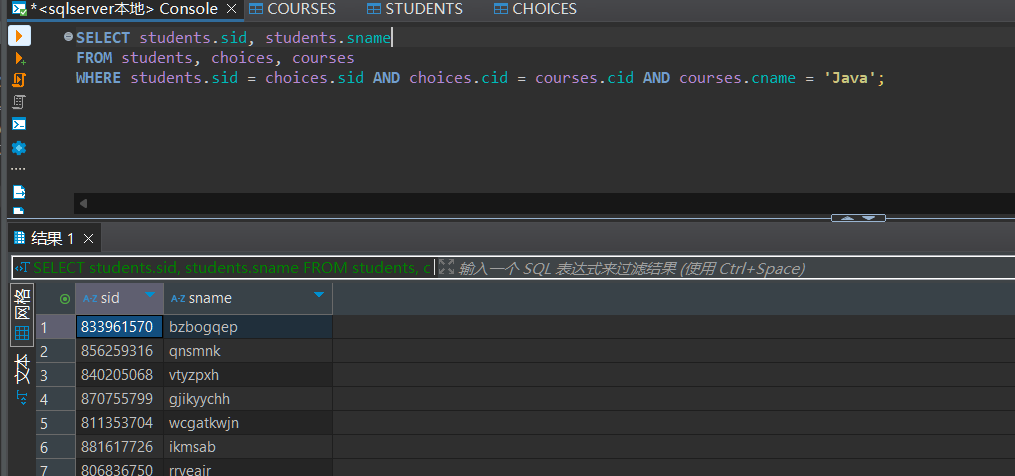 *<sqlserver本地> Console COURSES STUDENTS CHOICES
SELECT students.sid, students.sname
FROM students, choices, courses
WHERE students.sid = choices.sid AND choices.cid = courses.cid AND courses.cname = 'Java';
结果 1
SELECT students.sid, students.sname FROM students, c 输入一个 SQL 表达式来过滤结果 (使用 Ctrl+Space)
网格
文本
A-Z sid A-Z sname
1 833961570 bzbogqep
2 856259316 qnsmnk
3 840205068 vtyzpxh
4 870755799 gjikyychh
5 811353704 wcgatkwjn
6 881617726 ikmsab
7 806836750 rrveair